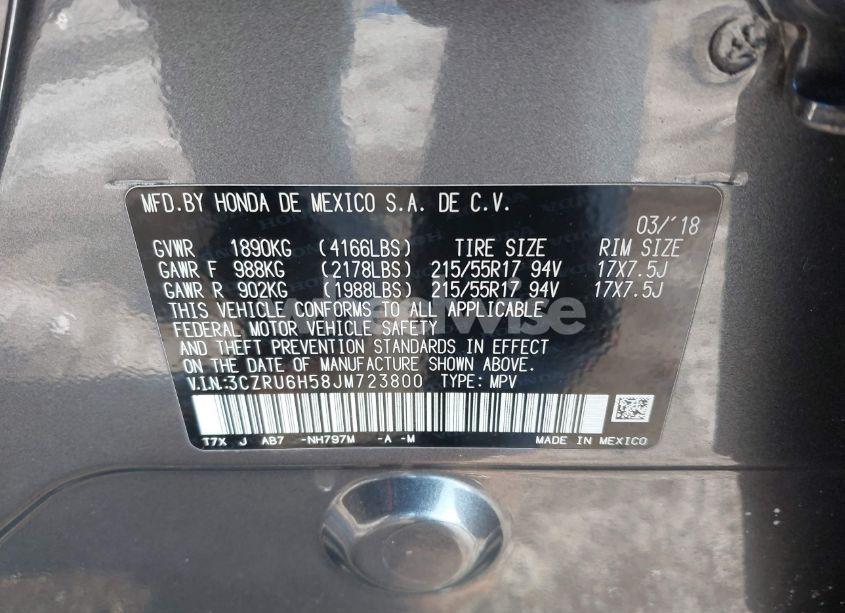 MFD.BY HONDA DE MEXICO S.A. DE C.V.
03/'18
GVWR 1890KG (4166LBS) TIRE SIZE RIM SIZE
GAWR F 988KG (2178LBS) 215/55R17 94V 17X7.5J
GAWR R 902KG (1988LBS) 215/55R17 94V 17X7.5J
THIS VEHICLE CONFORMS TO ALL APPLICABLE
FEDERAL MOTOR VEHICLE SAFETY
AND THEFT PREVENTION STANDARDS IN EFFECT
ON THE DATE OF MANUFACTURE SHOWN ABOVE.
V.I.N.:3CZRU6H58JM723800 TYPE: MPV
T7X J AB7 -NH797M -A -M MADE IN MEXICO